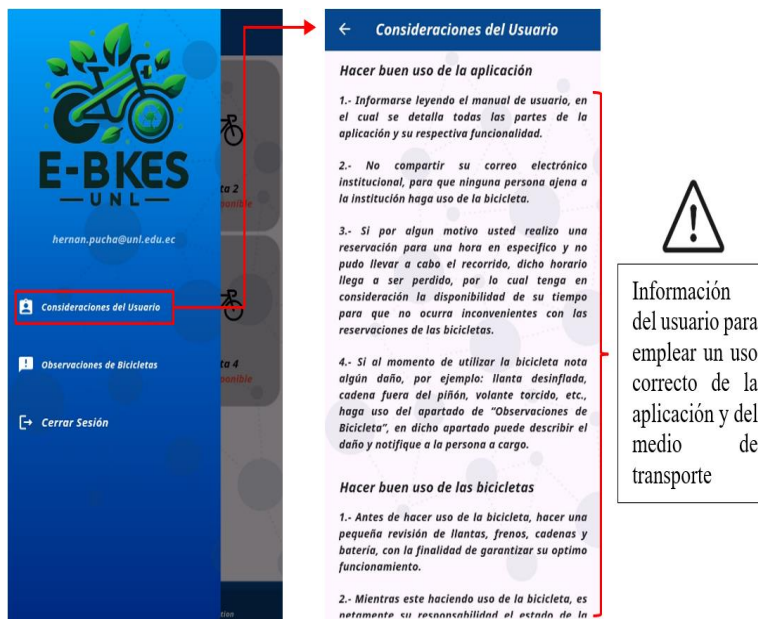 E-BKES
UNL
hernan.pucha@unl.edu.ec
Consideraciones del Usuario
Observaciones de Bicicletas
Cerrar Sesión
ta 2
ponible
ta 4
ponible
tion
Consideraciones del Usuario
Hacer buen uso de la aplicación
1.- Informarse leyendo el manual de usuario, en
el cual se detalla todas las partes de la
aplicación y su respectiva funcionalidad.
2.- No compartir su correo electrónico
institucional, para que ninguna persona ajena a
la institución haga uso de la bicicleta.
3.- Si por algun motivo usted realizo una
reservación para una hora en especifico y no
pudo llevar a cabo el recorrido, dicho horario
llega a ser perdido, por lo cual tenga en
consideración la disponibilidad de su tiempo
para que no ocurra inconvenientes con las
reservaciones de las bicicletas.
4.- Si al momento de utilizar la bicicleta nota
algún daño, por ejemplo: llanta desinflada,
cadena fuera del piñón, volante torcido, etc.,
haga uso del apartado de "Observaciones de
Bicicleta", en dicho apartado puede describir el
daño y notifique a la persona a cargo.
Hacer buen uso de las bicicletas
1.- Antes de hacer uso de la bicicleta, hacer una
pequeña revisión de llantas, frenos, cadenas y
batería, con la finalidad de garantizar su optimo
funcionamiento.
2.- Mientras este haciendo uso de la bicicleta, es
netamente su responsabilidad el estado de la
Información
del usuario para
emplear un uso
correcto de la
aplicación y del
medio de
transporte